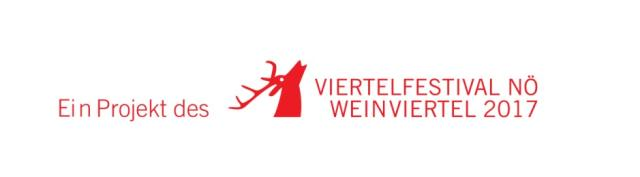 Ein Projekt des
VIERTELFESTIVAL NÖ
WEINVIERTEL 2017